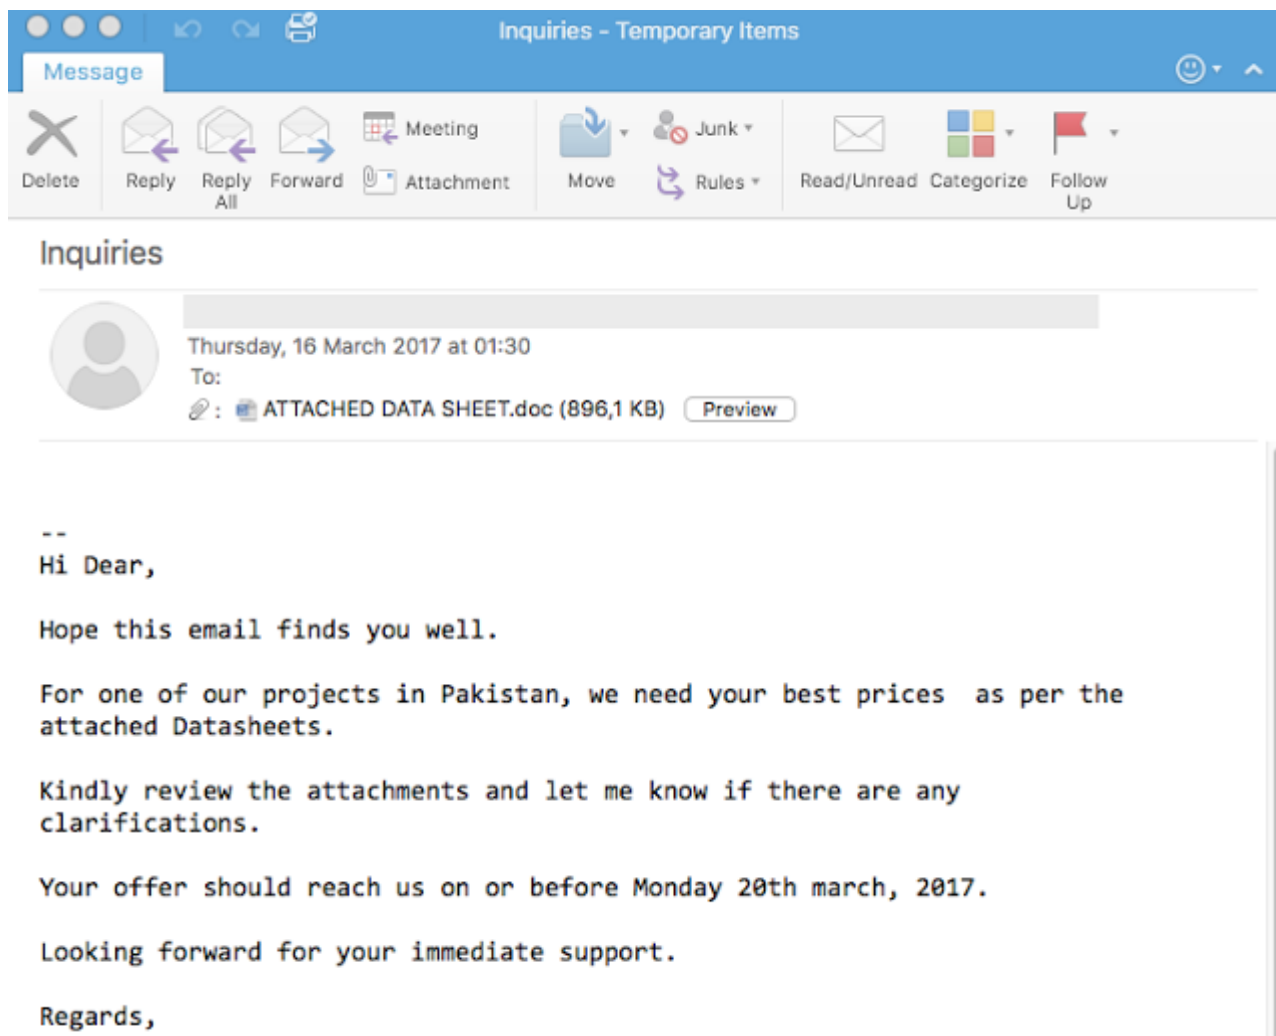 Inquiries – Temporary Items
Message
Delete
Reply
Reply All
Forward
Meeting
Attachment
Move
Junk
Rules
Read/Unread
Categorize
Follow Up
Inquiries
Thursday, 16 March 2017 at 01:30
To:
: ATTACHED DATA SHEET.doc (896,1 KB) Preview
--
Hi Dear,
Hope this email finds you well.
For one of our projects in Pakistan, we need your best prices  as per the
attached Datasheets.
Kindly review the attachments and let me know if there are any
clarifications.
Your offer should reach us on or before Monday 20th march, 2017.
Looking forward for your immediate support.
Regards,